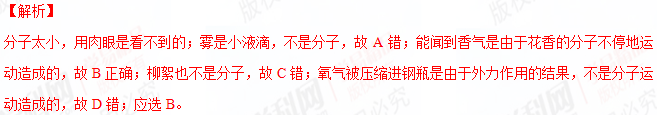 【解析】
分子太小，用肉眼是看不到的；雾是小液滴，不是分子，故 A 错；能闻到香气是由于花香的分子不停地运
动造成的，故 B 正确；柳絮也不是分子，故 C 错；氧气被压缩进钢瓶是由于外力作用的结果，不是分子运
动造成的，故 D 错；应选 B。